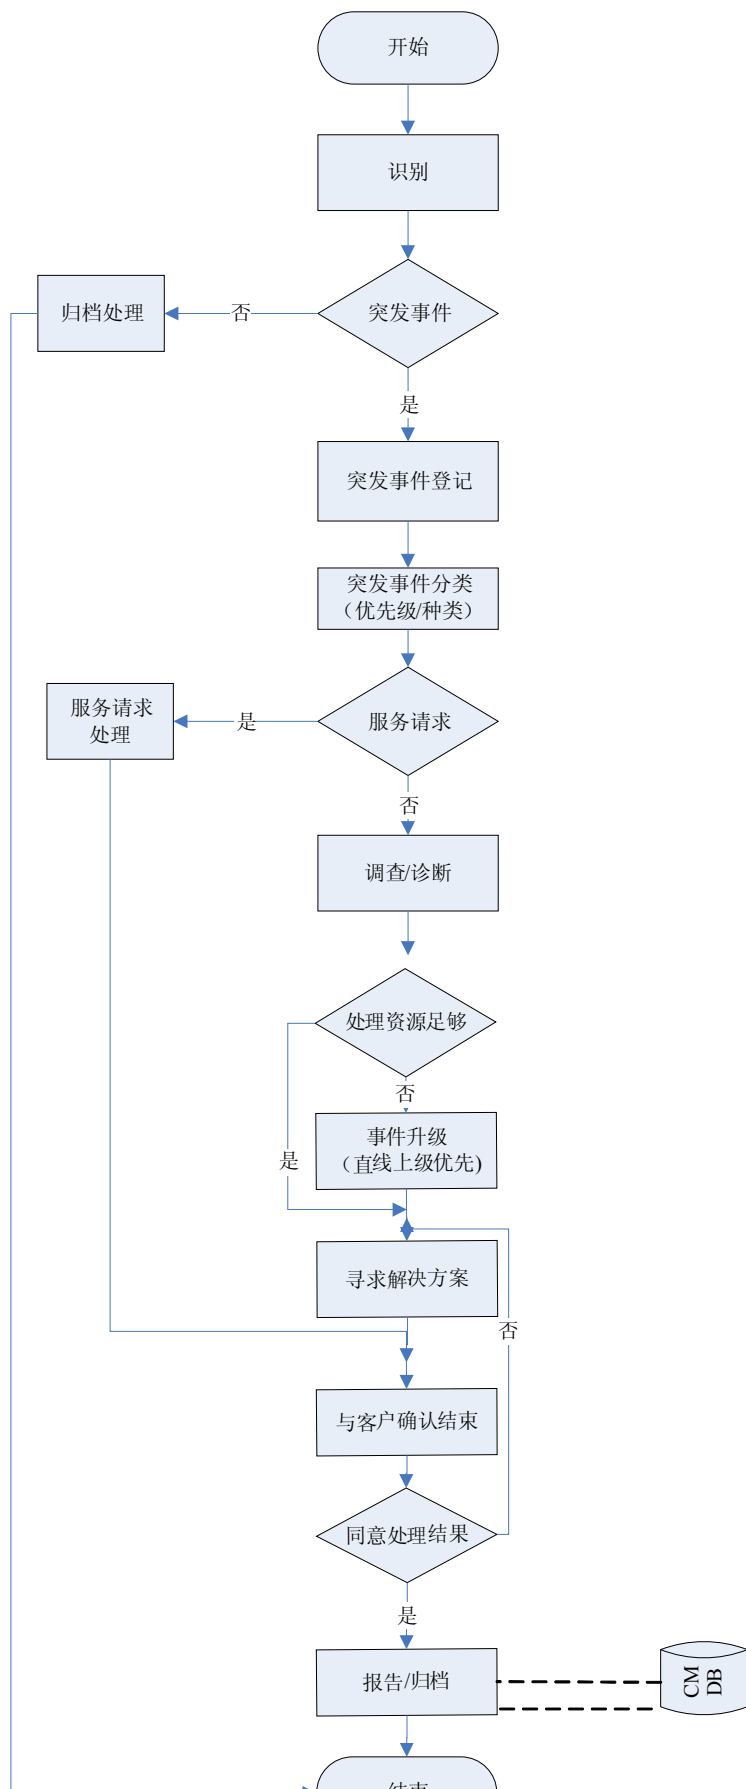 开始
识别
突发事件
否
归档处理
是
突发事件登记
突发事件分类
（优先级/种类）
服务请求
是
服务请求
处理
否
调查/诊断
处理资源足够
否
是
事件升级
（直线上级优先)
寻求解决方案
否
与客户确认结束
同意处理结果
是
报告/归档
CM
DB
结束